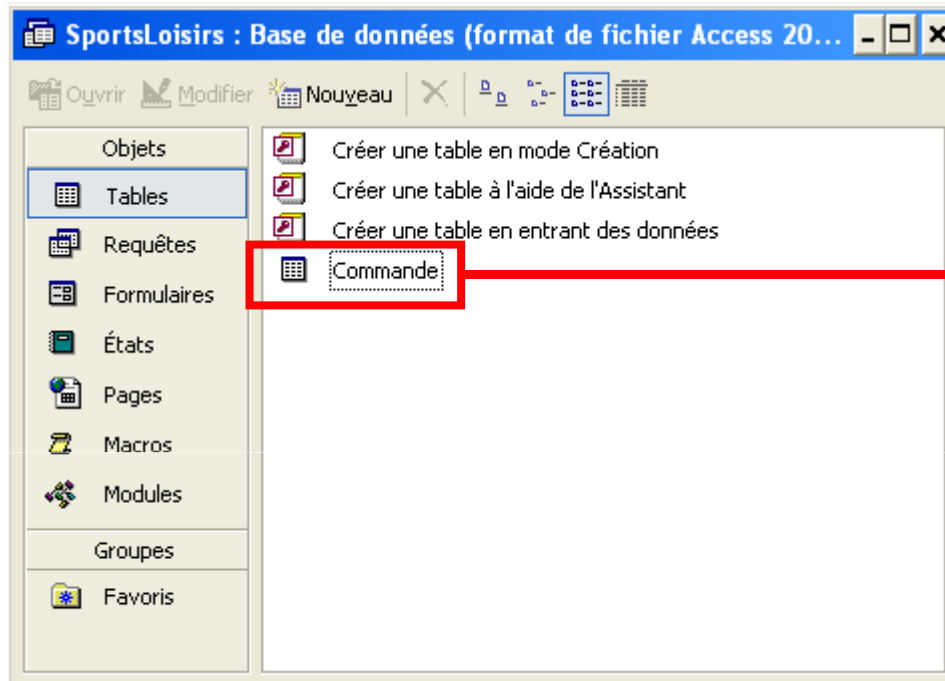 SportsLoisirs : Base de données (format de fichier Access 20...
Ouvrir Modifier Nouveau
Objets
Tables
Requêtes
Formulaires
États
Pages
Macros
Modules
Groupes
Favoris
Créer une table en mode Création
Créer une table à l'aide de l'Assistant
Créer une table en entrant des données
Commande